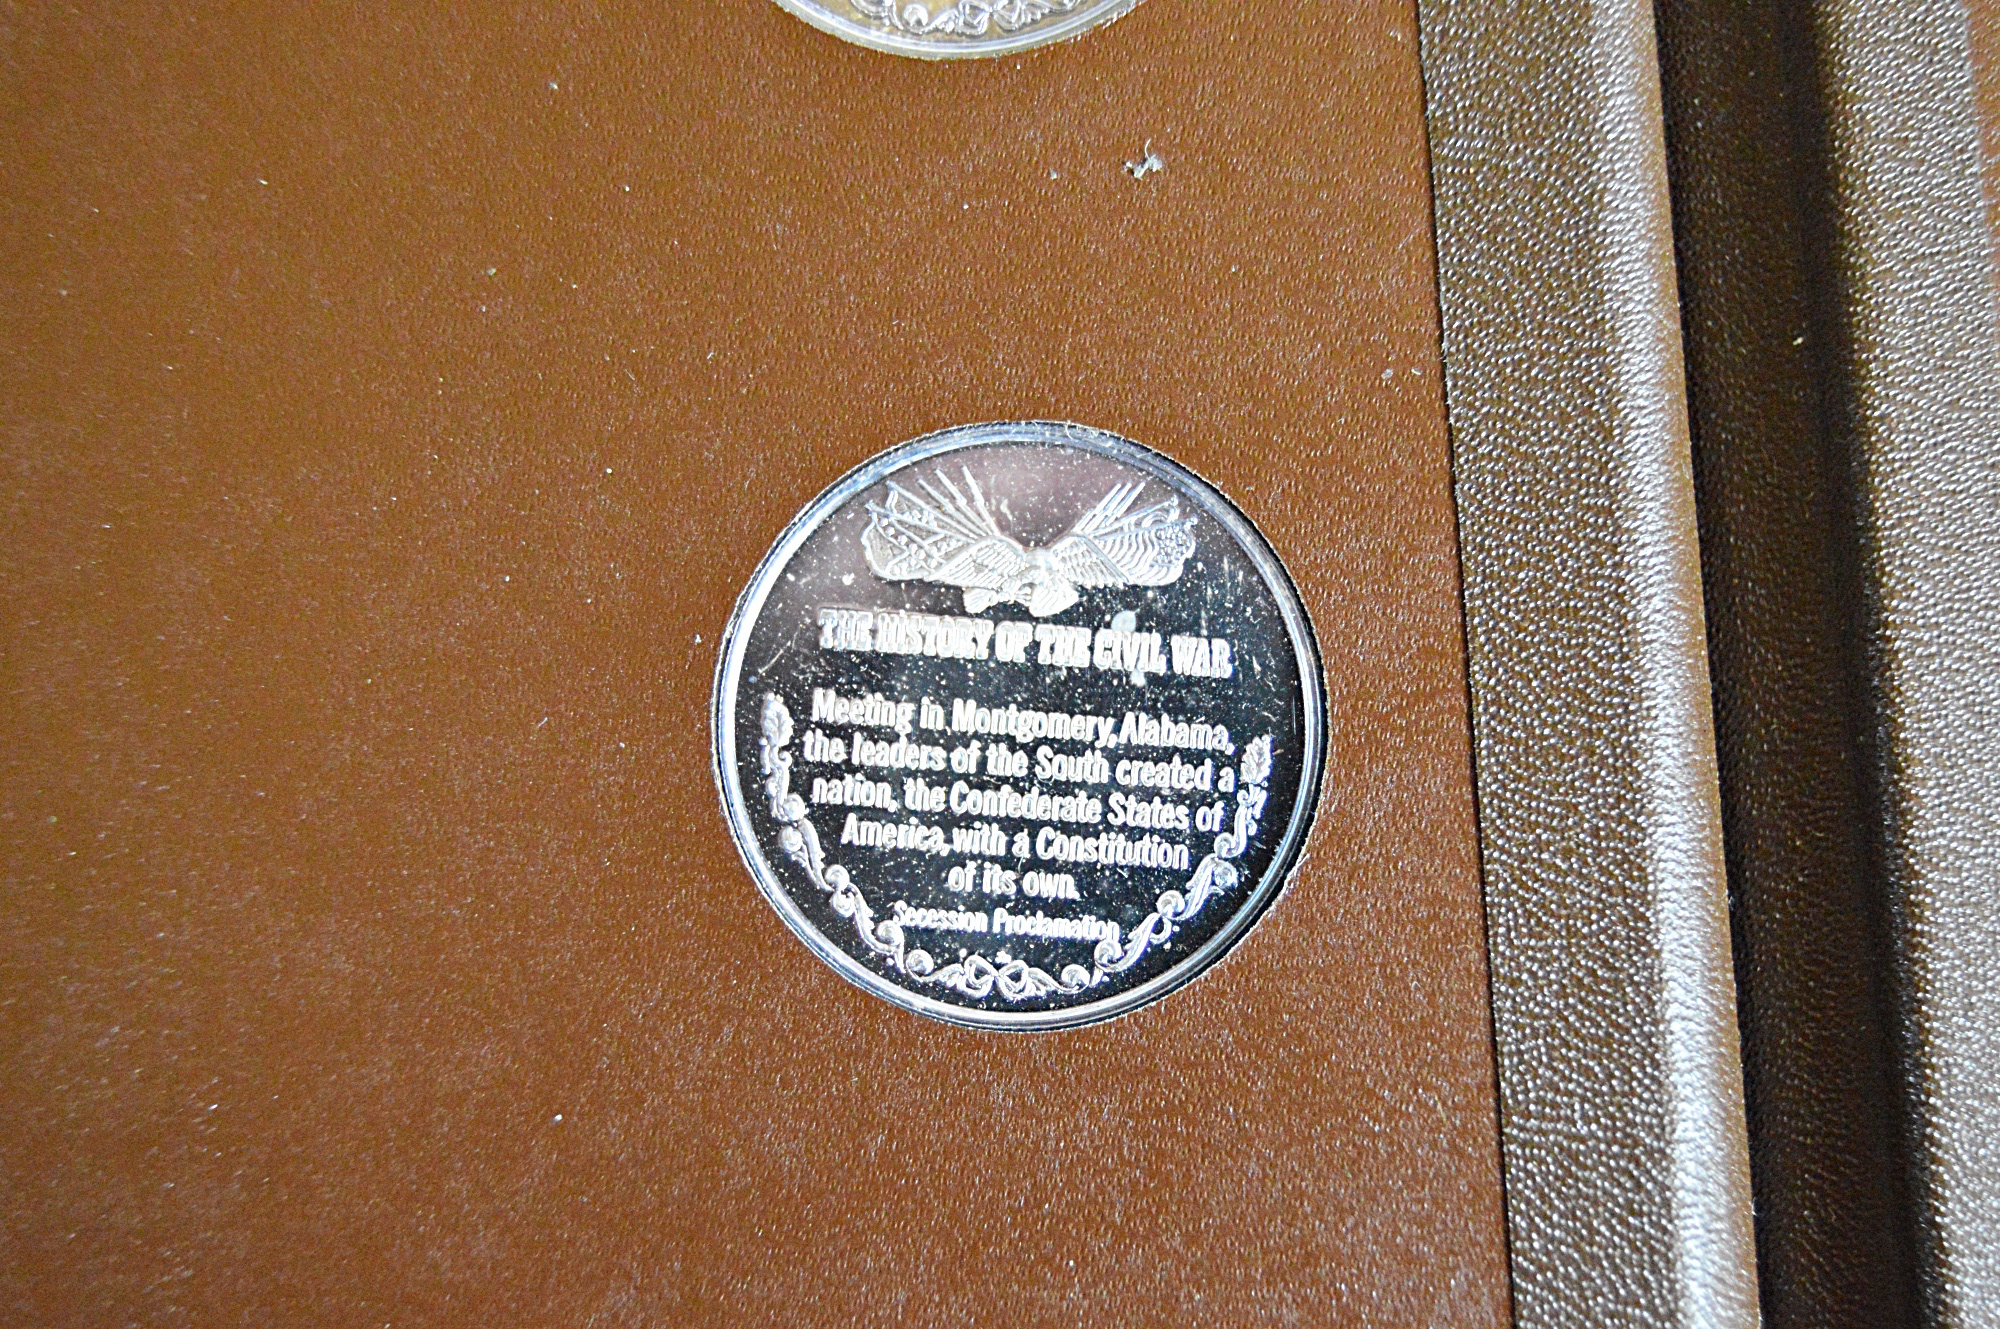 THE HISTORY OF THE CIVIL WAR
Meeting in Montgomery, Alabama,
the leaders of the South created a
nation, the Confederate States of
America, with a Constitution
of its own.
Secession Proclamation